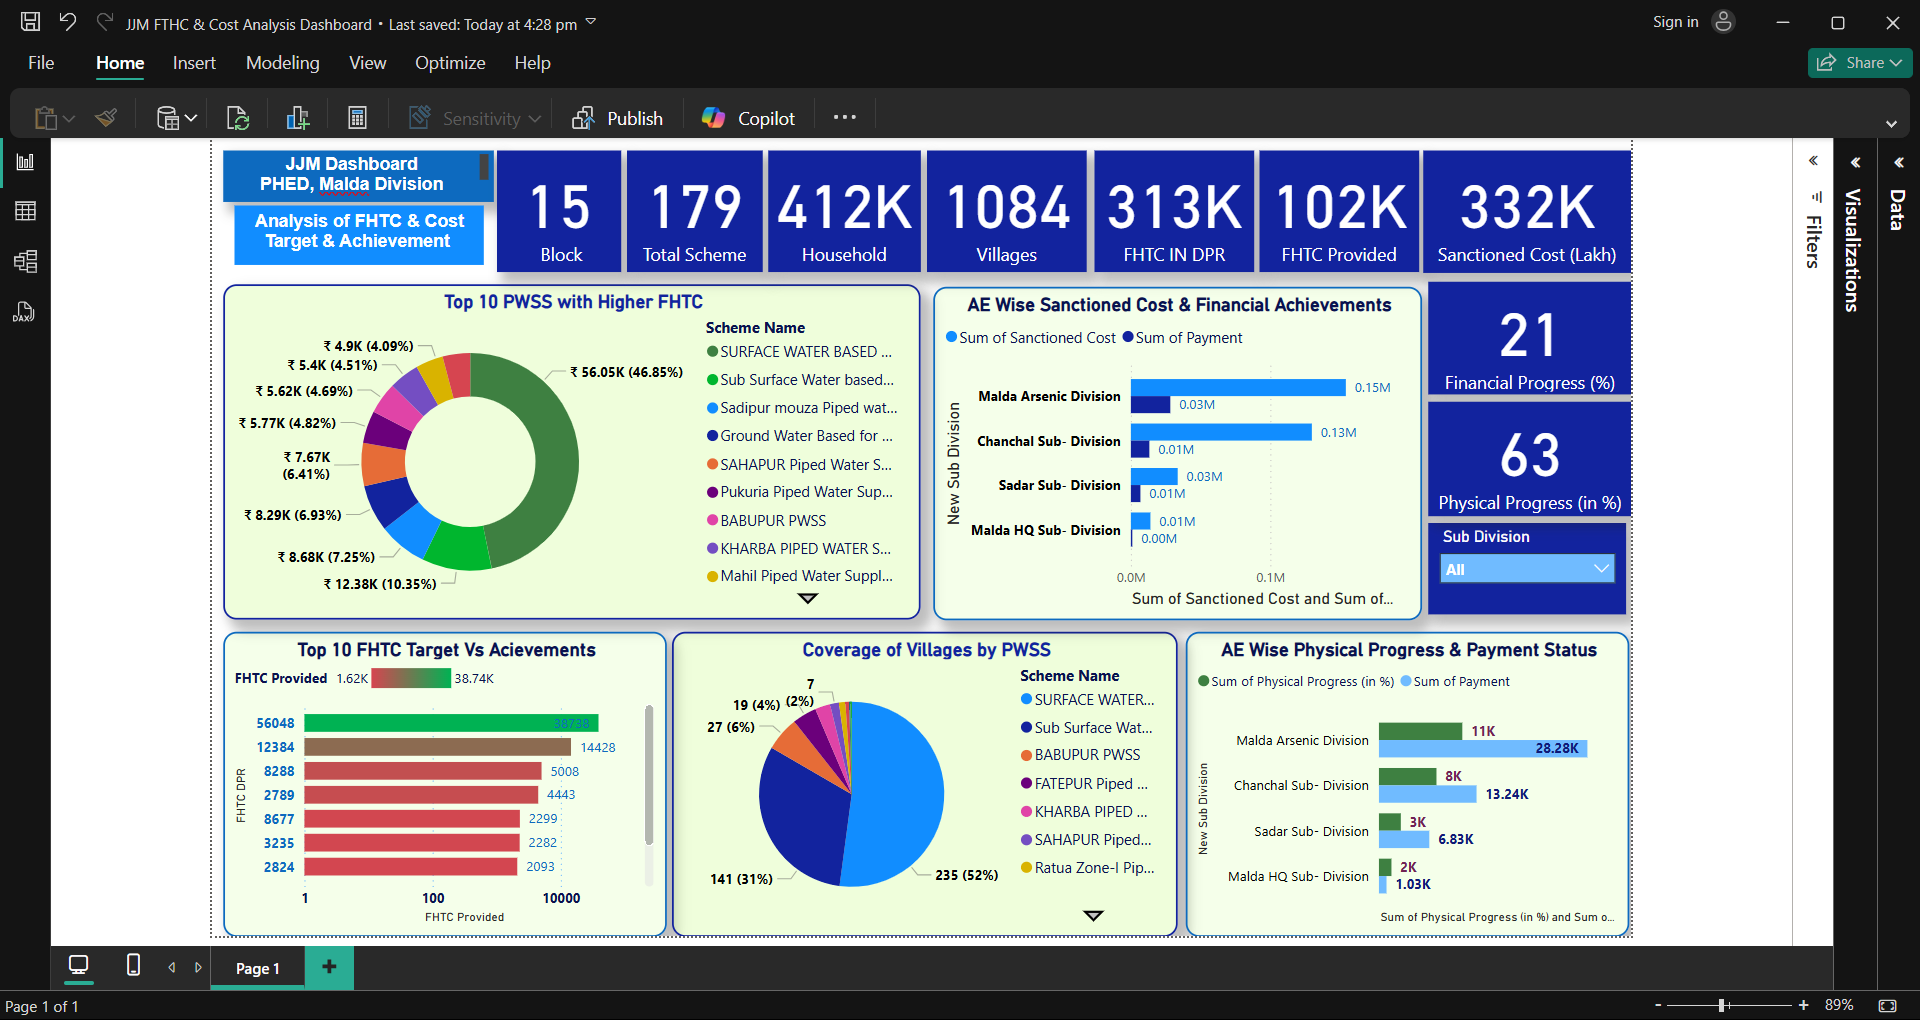 JJM FTHC & Cost Analysis Dashboard • Last saved: Today at 4:28 pm
Sign in
File
Home
Insert
Modeling
View
Optimize
Help
Share
Sensitivity
Publish
Copilot
JJM Dashboard
PHED, Malda Division
Analysis of FHTC & Cost
Target & Achievement
15
Block
179
Total Scheme
412K
Household
1084
Villages
313K
FHTC IN DPR
102K
FHTC Provided
332K
Sanctioned Cost (Lakh)
Filters
Visualizations
Data
DAX
Top 10 PWSS with Higher FHTC
₹ 4.9K (4.09%)
₹ 5.4K (4.51%)
₹ 5.62K (4.69%)
₹ 5.77K (4.82%)
₹ 7.67K
(6.41%)
₹ 8.29K (6.93%)
₹ 8.68K (7.25%)
₹ 12.38K (10.35%)
₹ 56.05K (46.85%)
Scheme Name
SURFACE WATER BASED ...
Sub Surface Water based...
Sadipur mouza Piped wat...
Ground Water Based for ...
SAHAPUR Piped Water S...
Pukuria Piped Water Sup...
BABUPUR PWSS
KHARBA PIPED WATER S...
Mahil Piped Water Suppl...
AE Wise Sanctioned Cost & Financial Achievements
Sum of Sanctioned Cost
Sum of Payment
New Sub Division
Malda Arsenic Division
0.15M
0.03M
Chanchal Sub- Division
0.13M
0.01M
Sadar Sub- Division
0.03M
0.01M
Malda HQ Sub- Division
0.01M
0.00M
0.0M
0.1M
Sum of Sanctioned Cost and Sum of...
21
Financial Progress (%)
63
Physical Progress (in %)
Sub Division
All
Top 10 FHTC Target Vs Acievements
FHTC Provided
1.62K
38.74K
FHTC DPR
56048
38738
12384
14428
8288
5008
2789
4443
8677
2299
3235
2282
2824
2093
1
100
10000
FHTC Provided
Coverage of Villages by PWSS
7
(2%)
19 (4%)
27 (6%)
141 (31%)
235 (52%)
Scheme Name
SURFACE WATER...
Sub Surface Wat...
BABUPUR PWSS
FATEPUR Piped ...
KHARBA PIPED ...
SAHAPUR Piped...
Ratua Zone-I Pip...
AE Wise Physical Progress & Payment Status
Sum of Physical Progress (in %)
Sum of Payment
New Sub Division
Malda Arsenic Division
11K
28.28K
Chanchal Sub- Division
8K
13.24K
Sadar Sub- Division
3K
6.83K
Malda HQ Sub- Division
2K
1.03K
Sum of Physical Progress (in %) and Sum o...
Page 1
Page 1 of 1
89%